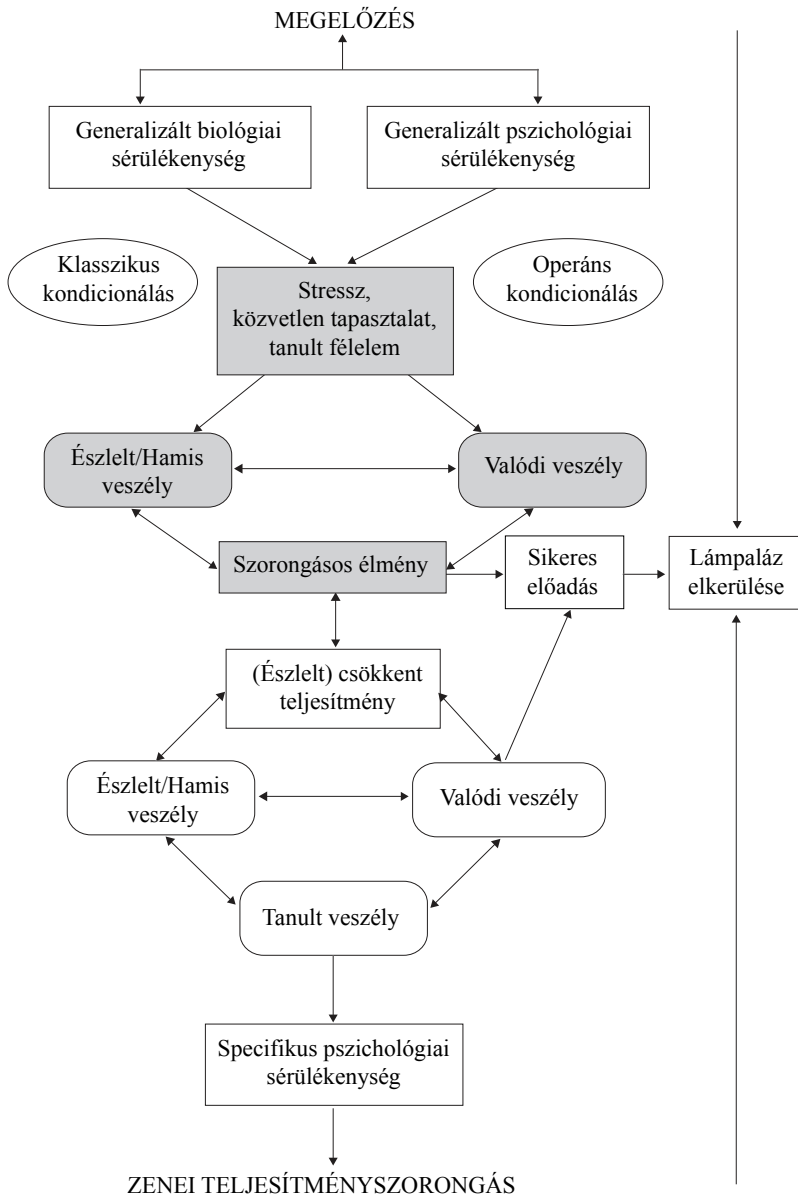 MEGELŐZÉS
Generalizált biológiai
sérülékenység
Generalizált pszichológiai
sérülékenység
Klasszikus
kondicionálás
Operáns
kondicionálás
Stressz,
közvetlen tapasztalat,
tanult félelem
Észlelt/Hamis
veszély
Valódi veszély
Szorongásos élmény
Sikeres
előadás
Lámpaláz
elkerülése
(Észlelt) csökkent
teljesítmény
Észlelt/Hamis
veszély
Valódi veszély
Tanult veszély
Specifikus pszichológiai
sérülékenység
ZENEI TELJESÍTMÉNYSZORONGÁS